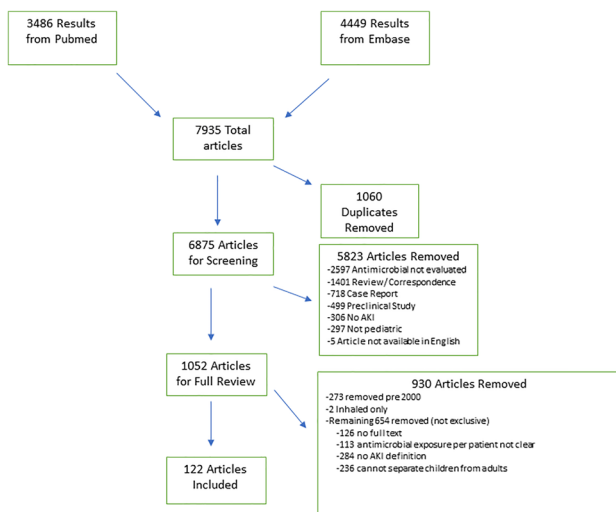 3486 Results
from Pubmed
4449 Results
from Embase
7935 Total
articles
1060
Duplicates
Removed
6875 Articles
for Screening
5823 Articles Removed
-2597 Antimicrobial not evaluated
-1401 Review/Correspondence
-718 Case Report
-499 Preclinical Study
-306 No AKI
-297 Not pediatric
-5 Article not available in English
1052 Articles
for Full Review
930 Articles Removed
-273 removed pre 2000
-2 Inhaled only
-Remaining 654 removed (not exclusive)
-126 no full text
-113 antimicrobial exposure per patient not clear
-284 no AKI definition
-236 cannot separate children from adults
122 Articles
Included